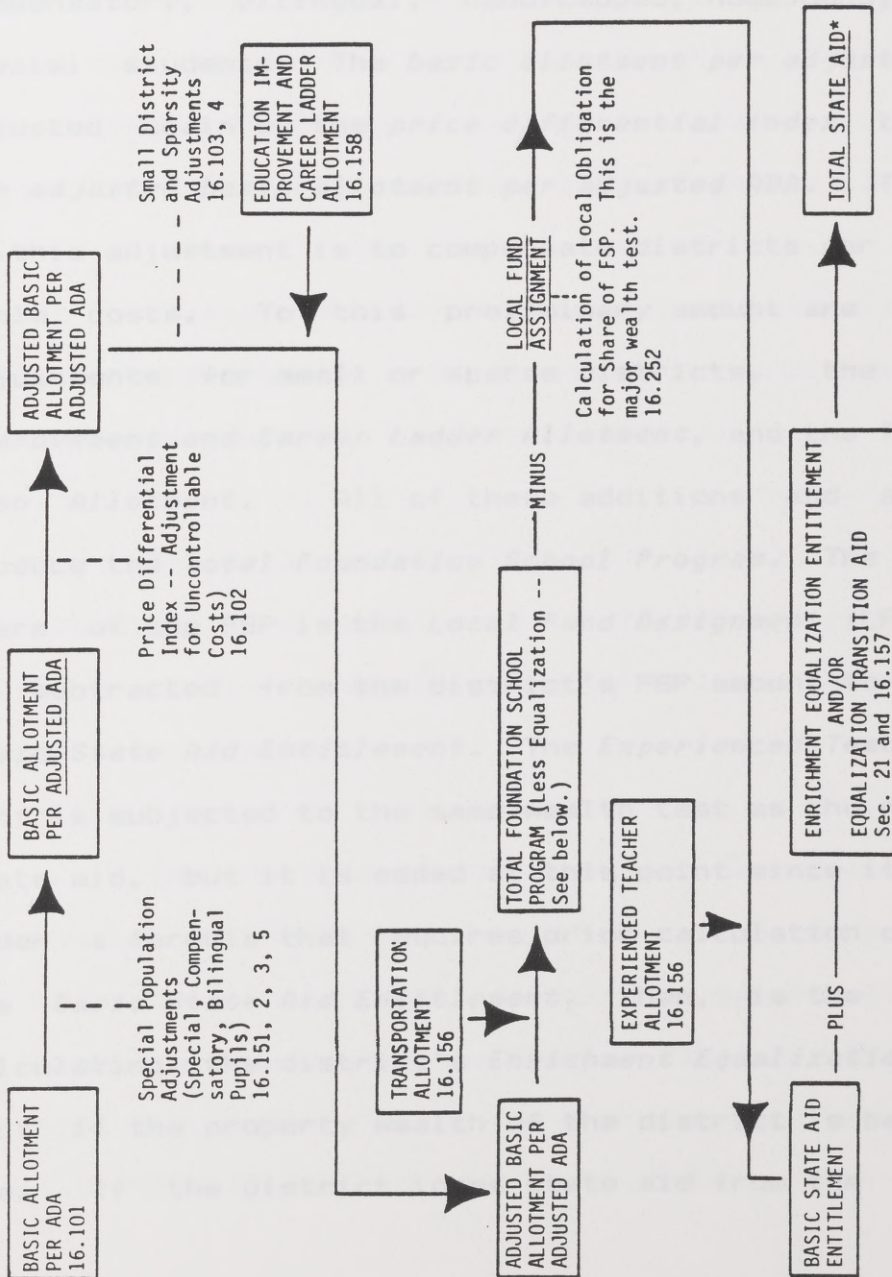 BASIC ALLOTMENT
PER ADA
16.101
Special Population
Adjustments
(Special Compen-
satory, Bilingual
Pupils)
16.151, 2, 3, 5
BASIC ALLOTMENT
PER ADJUSTED ADA
Price Differential
Index -- Adjustment
for Uncontrollable
Costs)
16.102
ADJUSTED BASIC
ALLOTMENT PER
ADJUSTED ADA
Small District
and Sparsity
Adjustments
16.103, 4
EDUCATION IM-
PROVEMENT AND
CAREER LADDER
ALLOTMENT
16.158
ADJUSTED BASIC
ALLOTMENT PER
ADJUSTED ADA
TRANSPORTATION
ALLOTMENT
16.156
TOTAL FOUNDATION SCHOOL
PROGRAM (Less Equalization --
See below.)
MINUS
LOCAL FUND
ASSIGNMENT
Calculation of Local Obligation
for Share of FSP. This is the
major wealth test.
16.252
EXPERIENCED TEACHER
ALLOTMENT
16.1156
BASIC STATE AID
ENTITLEMENT
PLUS
ENRICHMENT EQUALIZATION ENTITLEMENT
AND/OR
EQUALIZATION TRANSITION AID
Sec. 21 and 16.157
TOTAL STATE AID*